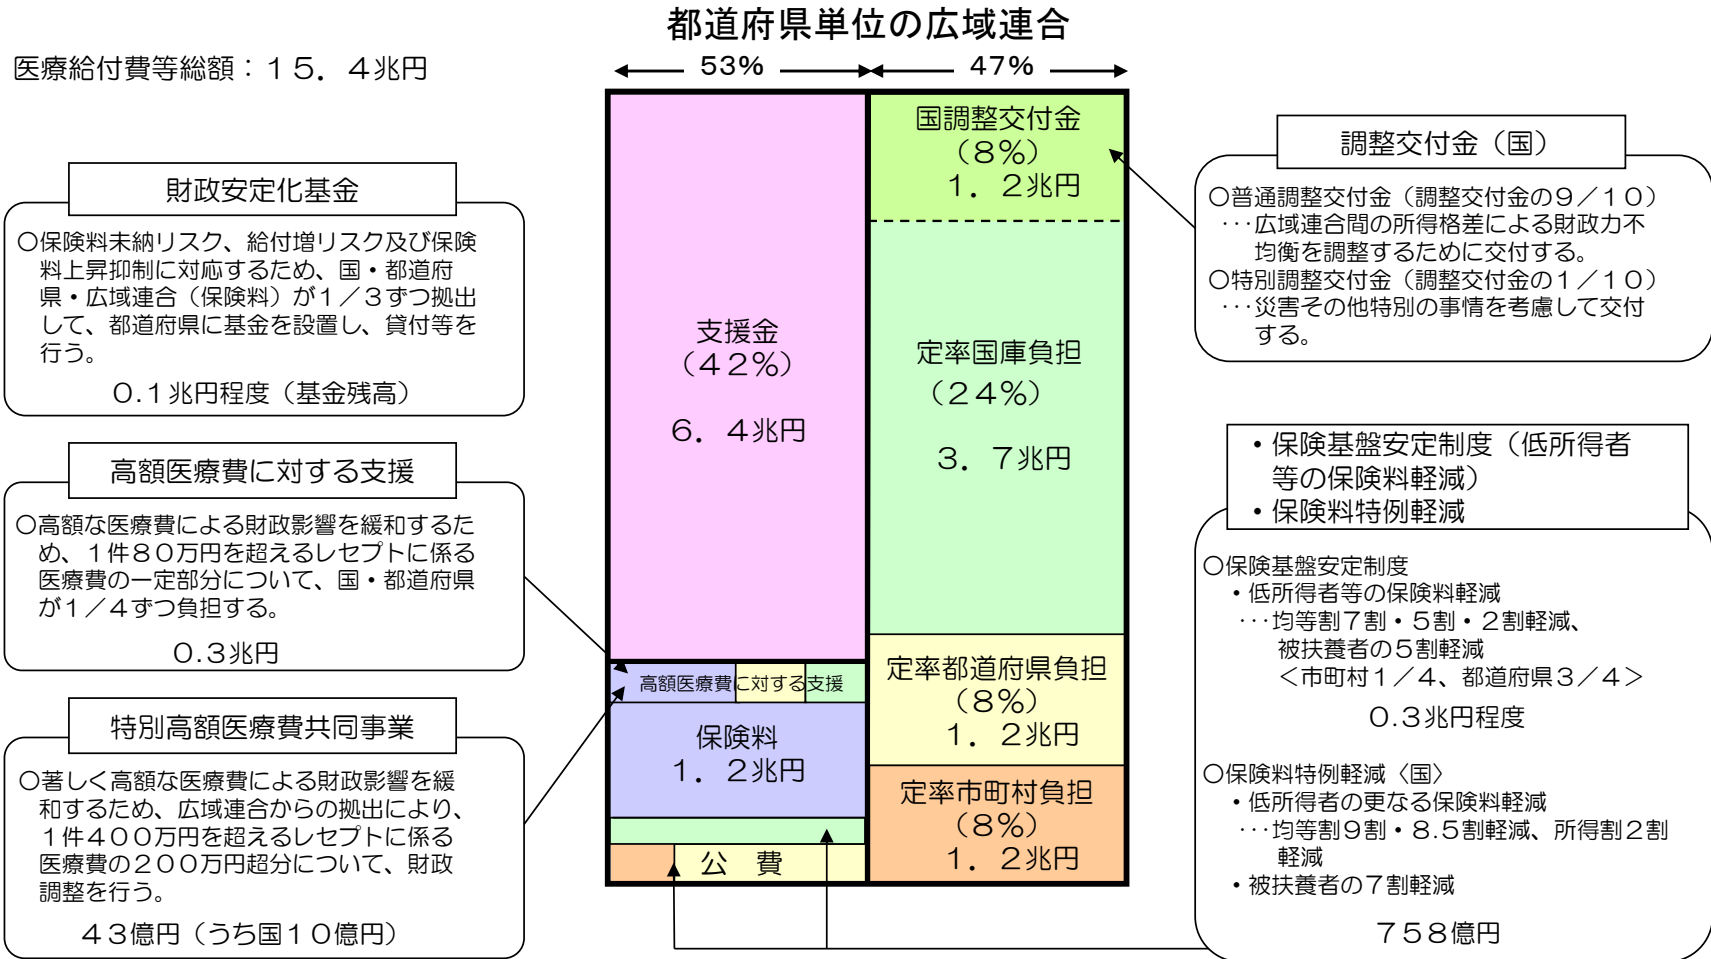 都道府県単位の広域連合
医療給付費等総額：１５．４兆円
53%
47%
財政安定化基金
○保険料未納リスク、給付増リスク及び保険
料上昇抑制に対応するため、国・都道府
県・広域連合（保険料）が１／３ずつ拠出
して、都道府県に基金を設置し、貸付等を
行う。
０.１兆円程度（基金残高）
高額医療費に対する支援
○高額な医療費による財政影響を緩和するた
め、１件８０万円を超えるレセプトに係る
医療費の一定部分について、国・都道府県
が１／４ずつ負担する。
０.３兆円
特別高額医療費共同事業
○著しく高額な医療費による財政影響を緩
和するため、広域連合からの拠出により、
１件４００万円を超えるレセプトに係る
医療費の２００万円超分について、財政
調整を行う。
４３億円（うち国１０億円）
支援金
（４２％）
６．４兆円
高額医療費に対する支援
保険料
１．２兆円
公　費
国調整交付金
（８％）
１．２兆円
定率国庫負担
（２４％）
３．７兆円
定率都道府県負担
（８％）
１．２兆円
定率市町村負担
（８％）
１．２兆円
調整交付金（国）
○普通調整交付金（調整交付金の９／１０）
･･･広域連合間の所得格差による財政力不
均衡を調整するために交付する。
○特別調整交付金（調整交付金の１／１０）
･･･災害その他特別の事情を考慮して交付
する。
・保険基盤安定制度（低所得者
等の保険料軽減）
・保険料特例軽減
○保険基盤安定制度
・低所得者等の保険料軽減
･･･均等割７割・５割・２割軽減、
被扶養者の５割軽減
＜市町村１／４、都道府県３／４＞
０.３兆円程度
○保険料特例軽減〈国〉
・低所得者の更なる保険料軽減
･･･均等割９割・８.５割軽減、所得割２割
軽減
・被扶養者の７割軽減
７５８億円